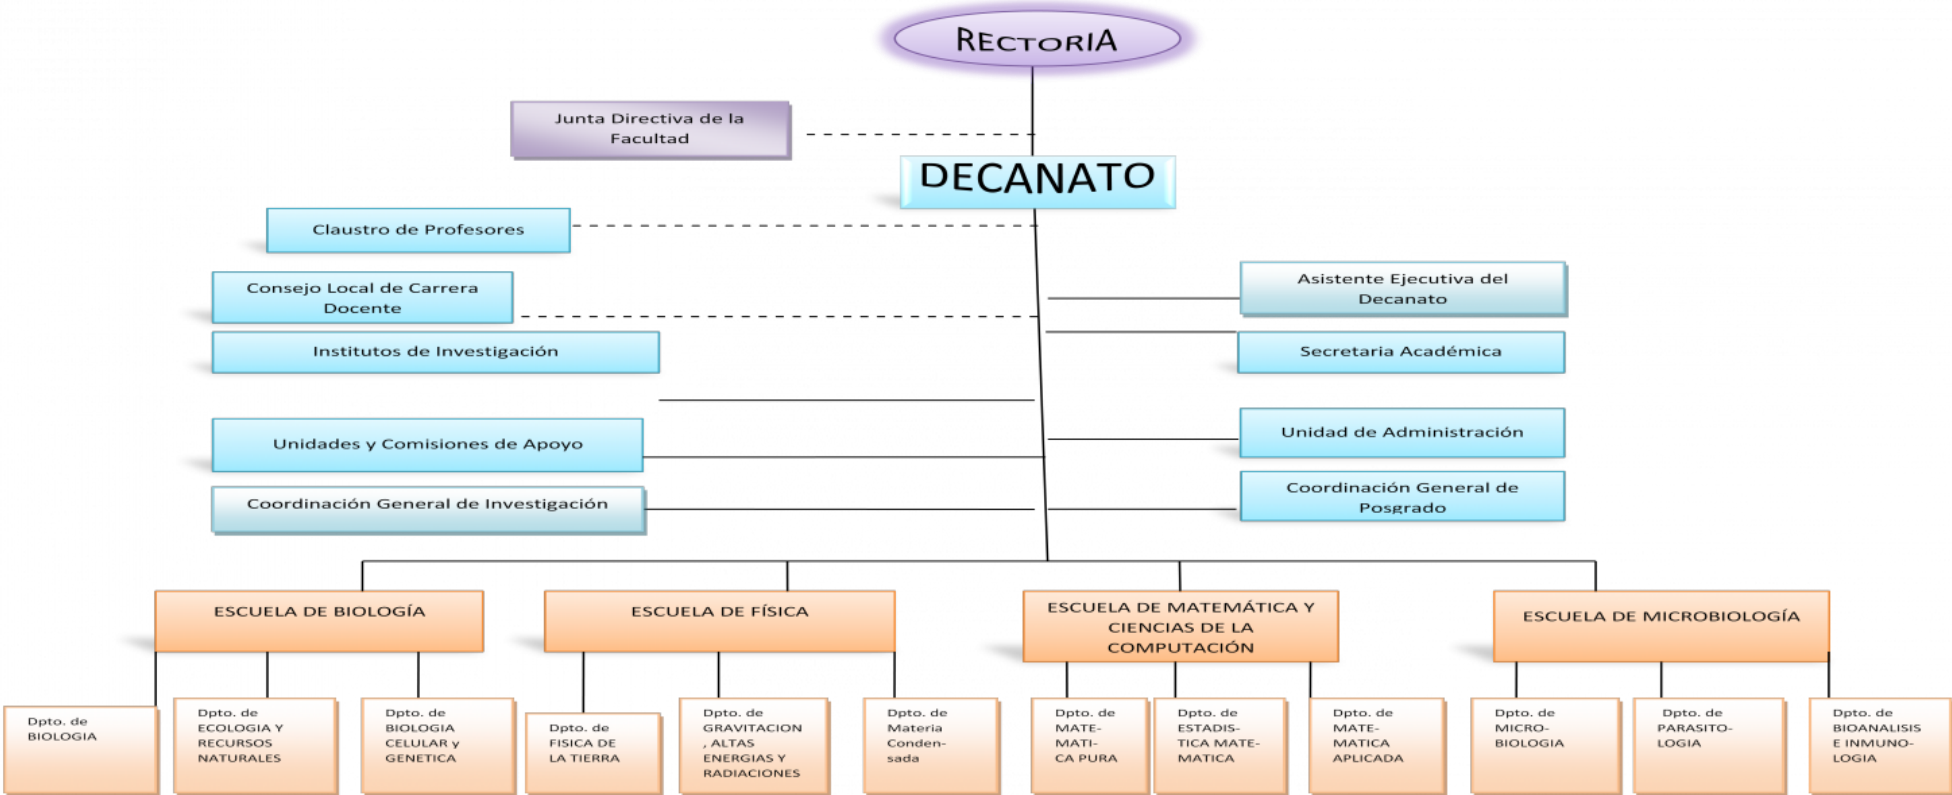 RECTORIA
Junta Directiva de la
Facultad
DECANATO
Claustro de Profesores
Consejo Local de Carrera
Docente
Asistente Ejecutiva del
Decanato
Institutos de Investigación
Secretaria Académica
Unidades y Comisiones de Apoyo
Unidad de Administración
Coordinación General de Investigación
Coordinación General de
Posgrado
ESCUELA DE BIOLOGÍA
ESCUELA DE FÍSICA
ESCUELA DE MATEMÁTICA Y
CIENCIAS DE LA
COMPUTACIÓN
ESCUELA DE MICROBIOLOGÍA
Dpto. de
BIOLOGIA
Dpto. de
ECOLOGIA Y
RECURSOS
NATURALES
Dpto. de
BIOLOGIA
CELULAR y
GENETICA
Dpto. de
FISICA DE
LA TIERRA
Dpto. de
GRAVITACION
, ALTAS
ENERGIAS Y
RADIACIONES
Dpto. de
Materia
Conden-
sada
Dpto. de
MATE-
MATI-
CA PURA
Dpto. de
ESTADIS-
TICA MATE-
MATICA
Dpto. de
MATE-
MATICA
APLICADA
Dpto. de
MICRO-
BIOLOGIA
Dpto. de
PARASITO-
LOGIA
Dpto. de
BIOANALISIS
E INMUNO-
LOGIA